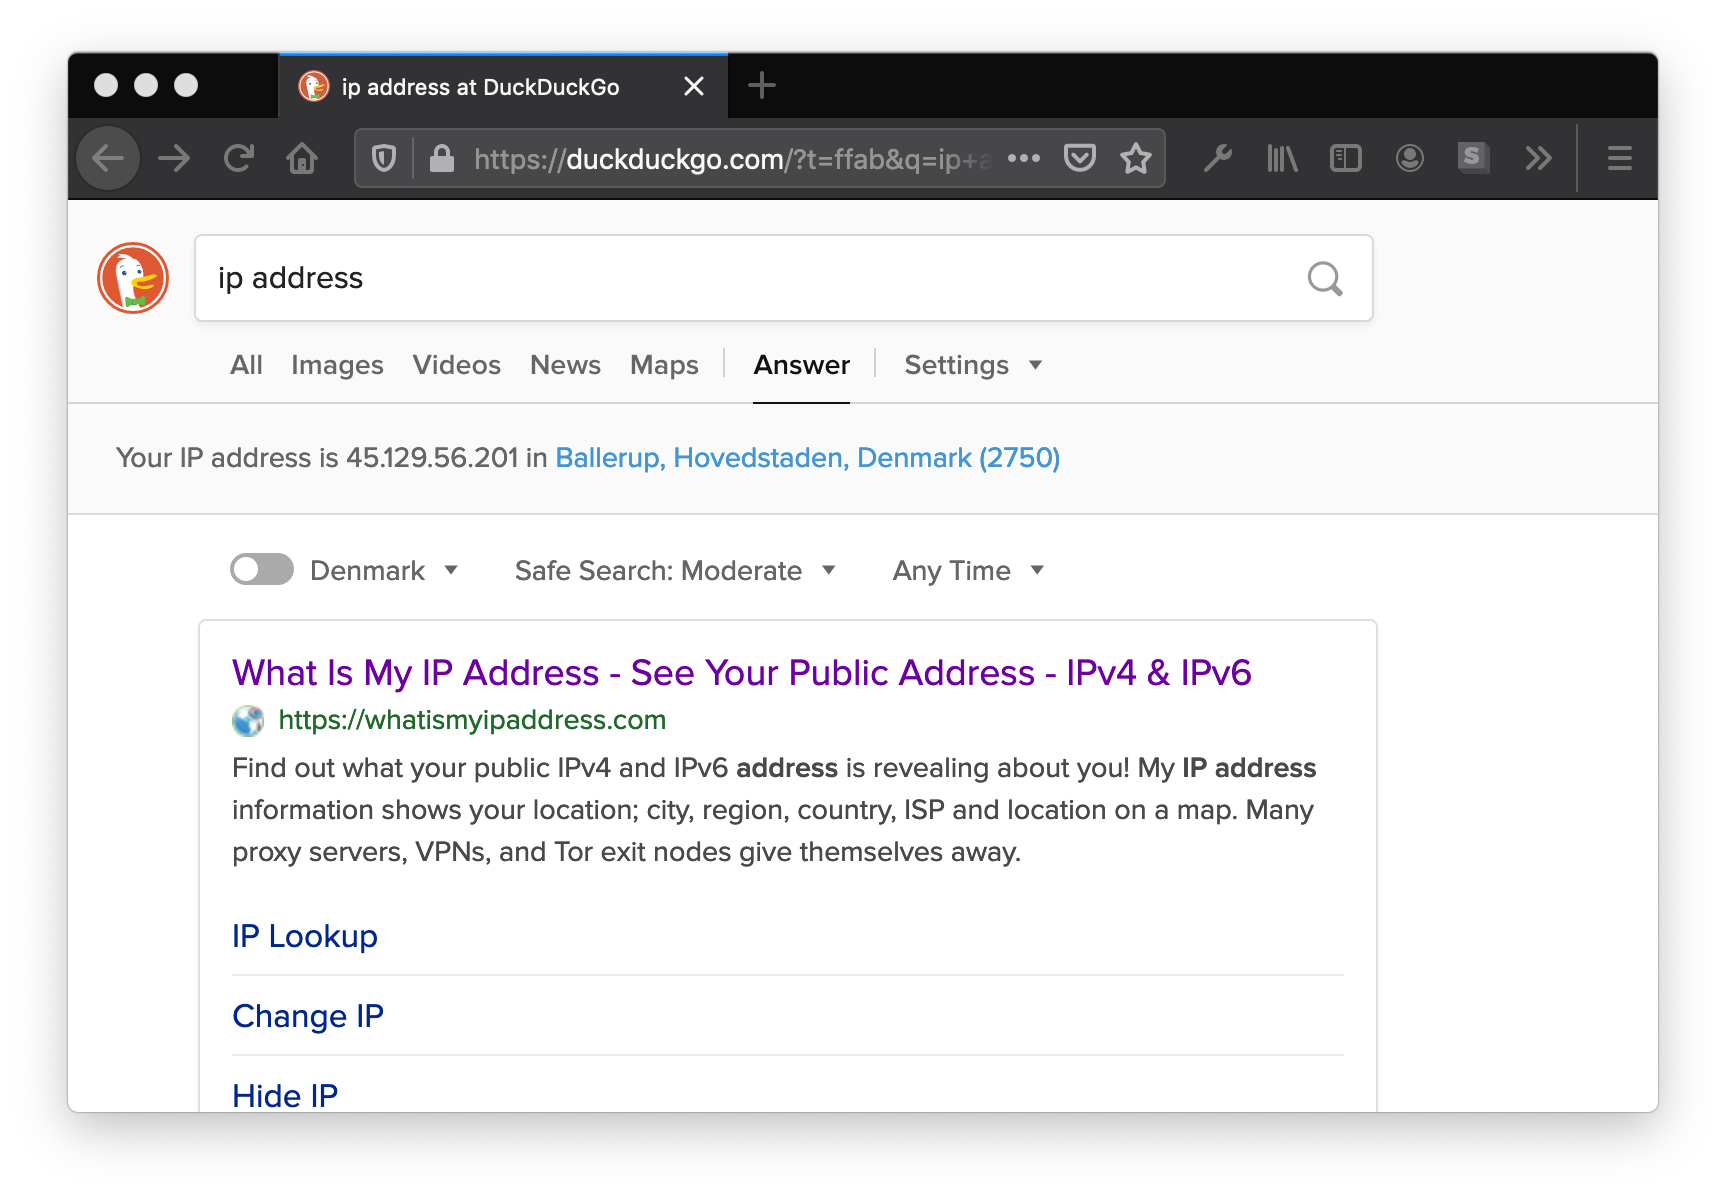 ip address at DuckDuckGo
https://duckduckgo.com/?t=ffab&q=ip+a
S
ip address
All Images Videos News Maps Answer Settings
Your IP address is 45.129.56.201 in Ballerup, Hovedstaden, Denmark (2750)
Denmark Safe Search: Moderate Any Time
What Is My IP Address - See Your Public Address - IPv4 & IPv6
https://whatismyipaddress.com
Find out what your public IPv4 and IPv6 address is revealing about you! My IP address
information shows your location; city, region, country, ISP and location on a map. Many
proxy servers, VPNs, and Tor exit nodes give themselves away.
IP Lookup
Change IP
Hide IP